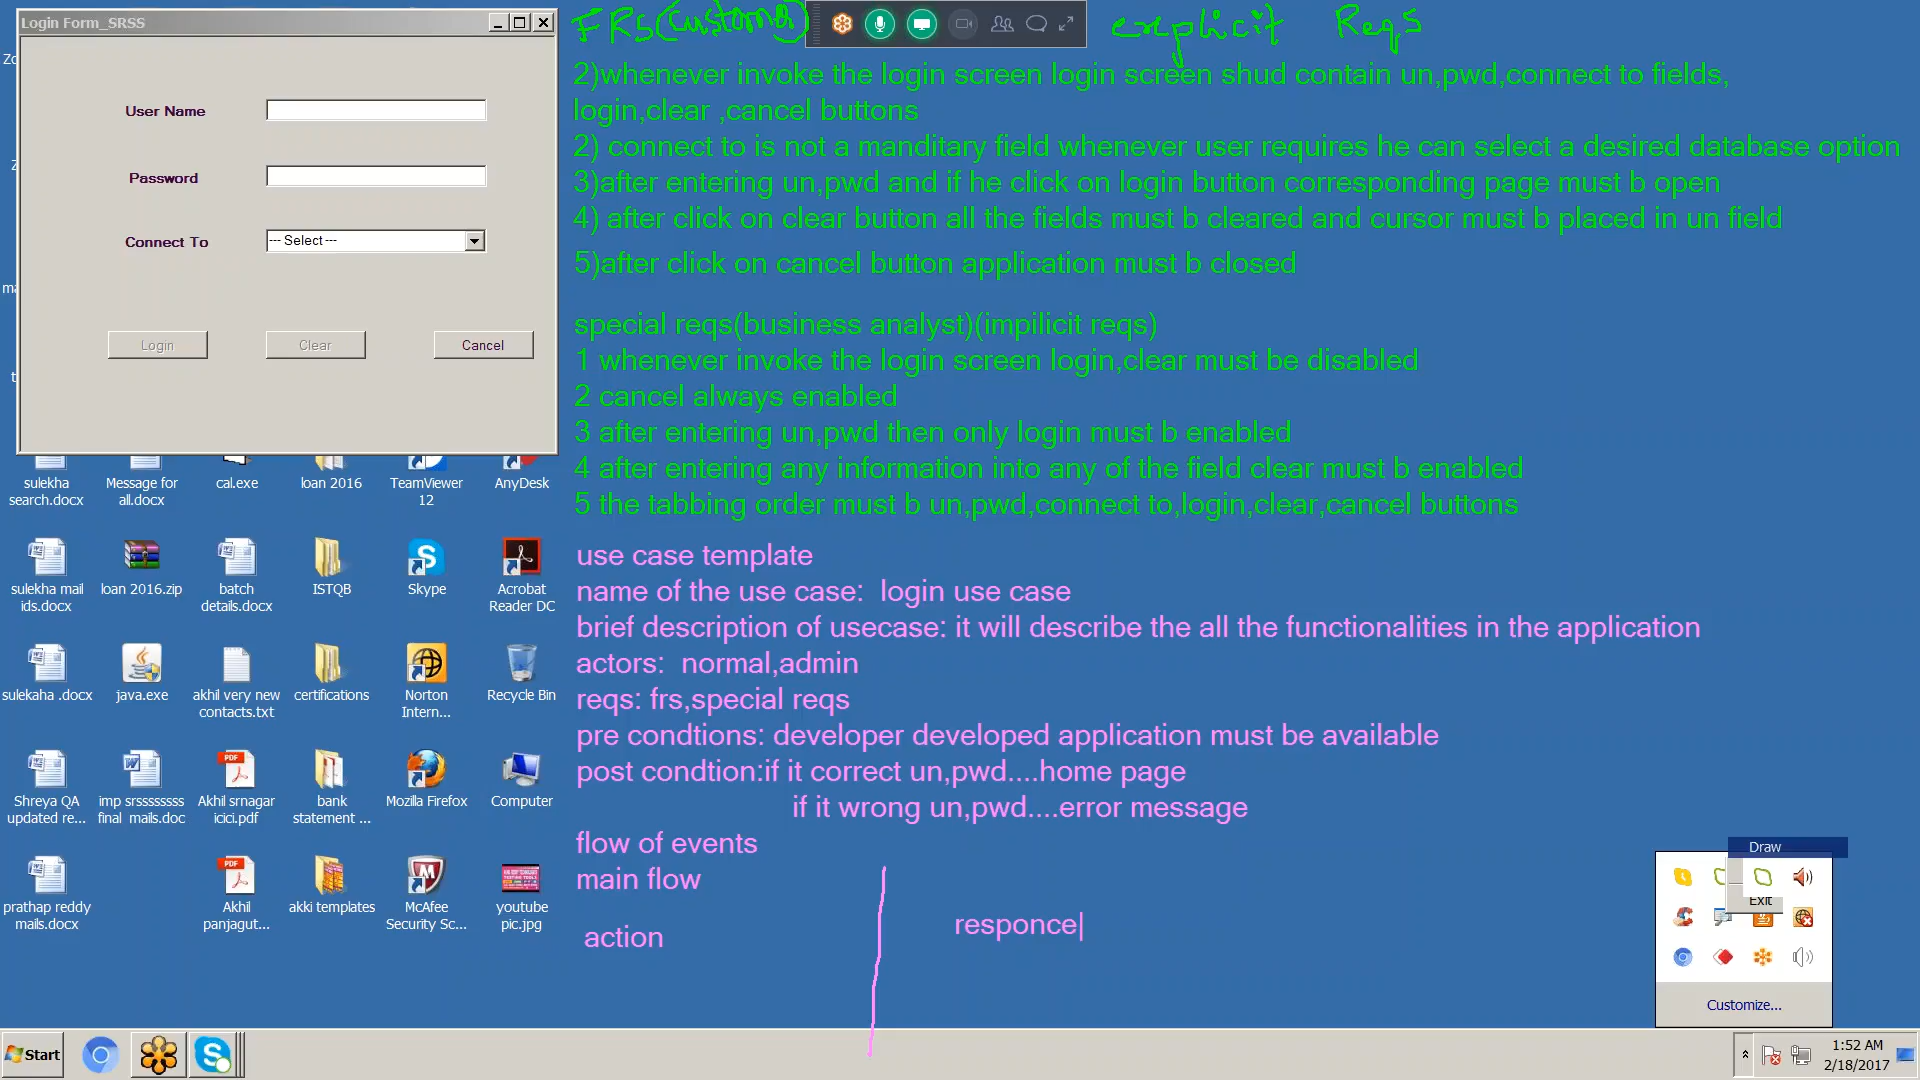 Login Form_SRSS
User Name
Password
Connect To
--- Select ---
Login
Clear
Cancel
FRS(
explicit Reqs
2)whenever invoke the login screen login screen shud contain un,pwd,connect to fields,
login,clear ,cancel buttons
2) connect to is not a manditary field whenever user requires he can select a desired database option
3)after entering un,pwd and if he click on login button corresponding page must b open
4) after click on clear button all the fields must b cleared and cursor must b placed in un field
5)after click on cancel button application must b closed
special reqs(business analyst)(impilicit reqs)
1 whenever invoke the login screen login,clear must be disabled
2 cancel always enabled
3 after entering un,pwd then only login must b enabled
4 after entering any information into any of the field clear must b enabled
5 the tabbing order must b un,pwd,connect to,login,clear,cancel buttons
use case template
name of the use case: login use case
brief description of usecase: it will describe the all the functionalities in the application
actors: normal,admin
reqs: frs,special reqs
pre condtions: developer developed application must be available
post condtion:if it correct un,pwd....home page
if it wrong un,pwd....error message
flow of events
main flow
action
responce
sulekha
search.docx
Message for
all.docx
cal.exe
loan 2016
TeamViewer
12
AnyDesk
sulekha mail
ids.docx
loan 2016.zip
batch
details.docx
ISTQB
Skype
Acrobat
Reader DC
sulekaha .docx
java.exe
akhil very new
contacts.txt
certifications
Norton
Intern...
Recycle Bin
Shreya QA
updated re...
imp srsssssssss
final mails.doc
Akhil srnagar
icici.pdf
bank
statement ...
Mozilla Firefox
Computer
prathap reddy
mails.docx
Akhil
panjagut...
akki templates
McAfee
Security Sc...
youtube
pic.jpg
Draw
Exit
Customize...
Start
1:52 AM
2/18/2017